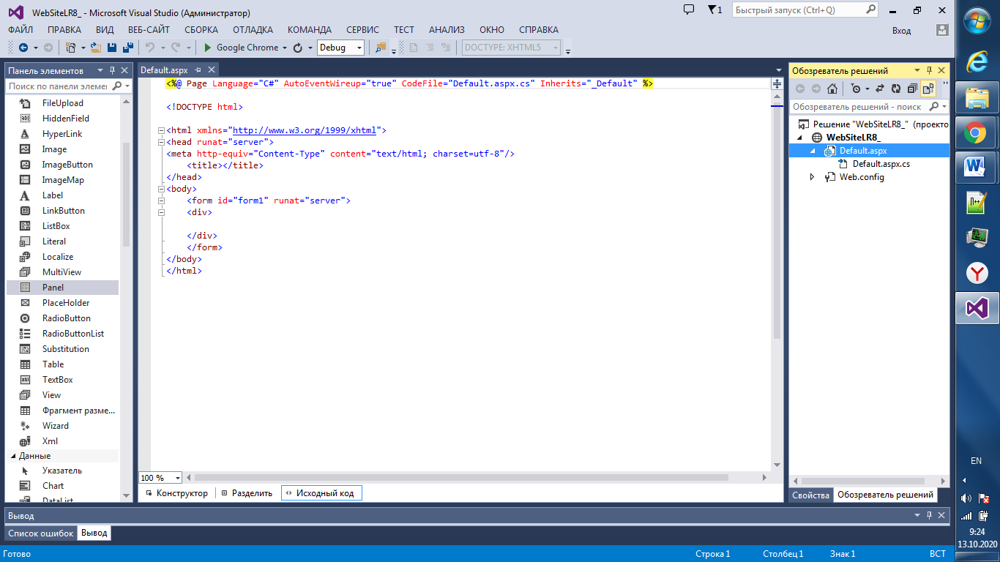 WebSiteLR8_ - Microsoft Visual Studio (Администратор)
1
Быстрый запуск (Ctrl+Q)
ФАЙЛ ПРАВКА ВИД ВЕБ-САЙТ СБОРКА ОТЛАДКА КОМАНДА СЕРВИС ТЕСТ АНАЛИЗ ОКНО СПРАВКА
Вход
Google Chrome
Debug
DOCTYPE: XHTML5
Панель элементов
Поиск по панели элемен
FileUpload
HiddenField
HyperLink
Image
ImageButton
ImageMap
Label
LinkButton
ListBox
Literal
Localize
MultiView
Panel
PlaceHolder
RadioButton
RadioButtonList
Substitution
Table
TextBox
View
Фрагмент разме...
Wizard
Xml
Данные
Указатель
Chart
DataList
Default.aspx
<%@ Page Language="C#" AutoEventWireup="true" CodeFile="Default.aspx.cs" Inherits="_Default" %>
<!DOCTYPE html>
<html xmlns="http://www.w3.org/1999/xhtml">
<head runat="server">
<meta http-equiv="Content-Type" content="text/html; charset=utf-8"/>
<title></title>
</head>
<body>
<form id="form1" runat="server">
<div>
</div>
</form>
</body>
</html>
100 %
Конструктор
Разделить
Исходный код
Обозреватель решений
Обозреватель решений - поиск
Решение "WebSiteLR8_" (проекто
WebSiteLR8_
Default.aspx
Default.aspx.cs
Web.config
Свойства
Обозреватель решений
Вывод
Список ошибок
Вывод
Готово
Строка 1
Столбец 1
Знак 1
ВСТ
EN
9:24
13.10.2020